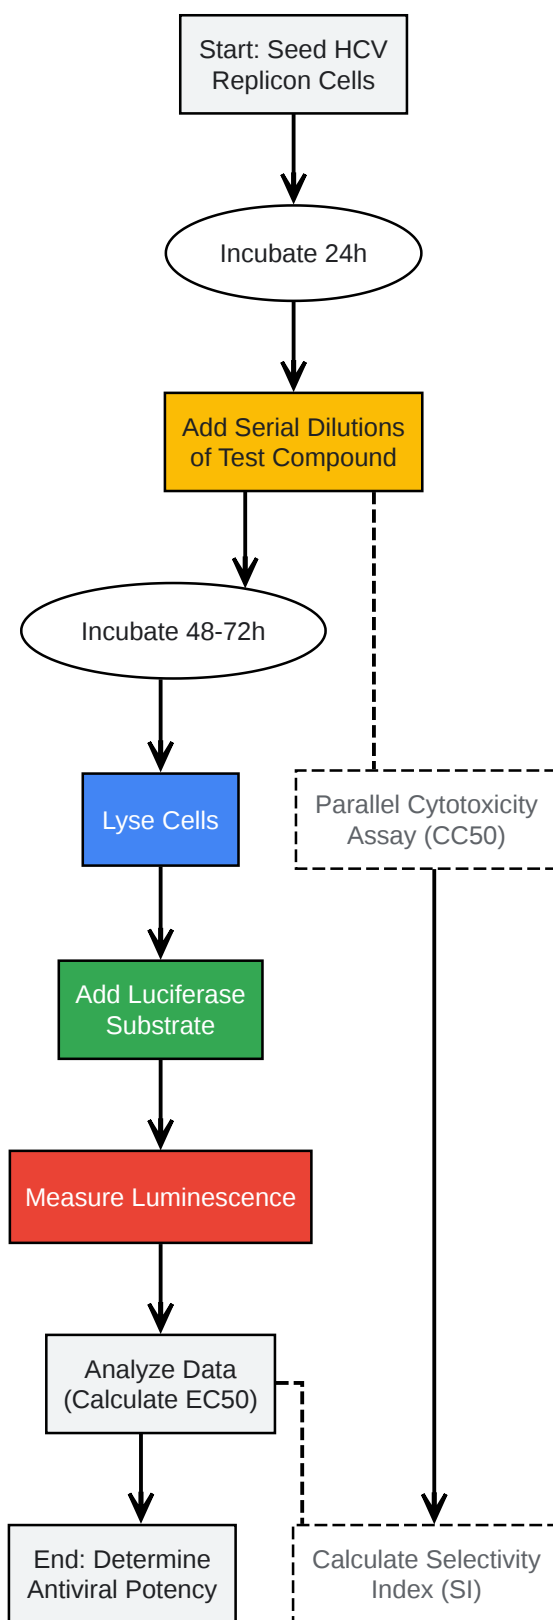 Start: Seed HCV
Replicon Cells
Incubate 24h
Add Serial Dilutions
of Test Compound
Incubate 48-72h
Lyse Cells
Parallel Cytotoxicity
Assay (CC50)
Add Luciferase
Substrate
Measure Luminescence
Analyze Data
(Calculate EC50)
End: Determine
Antiviral Potency
Calculate Selectivity
Index (SI)